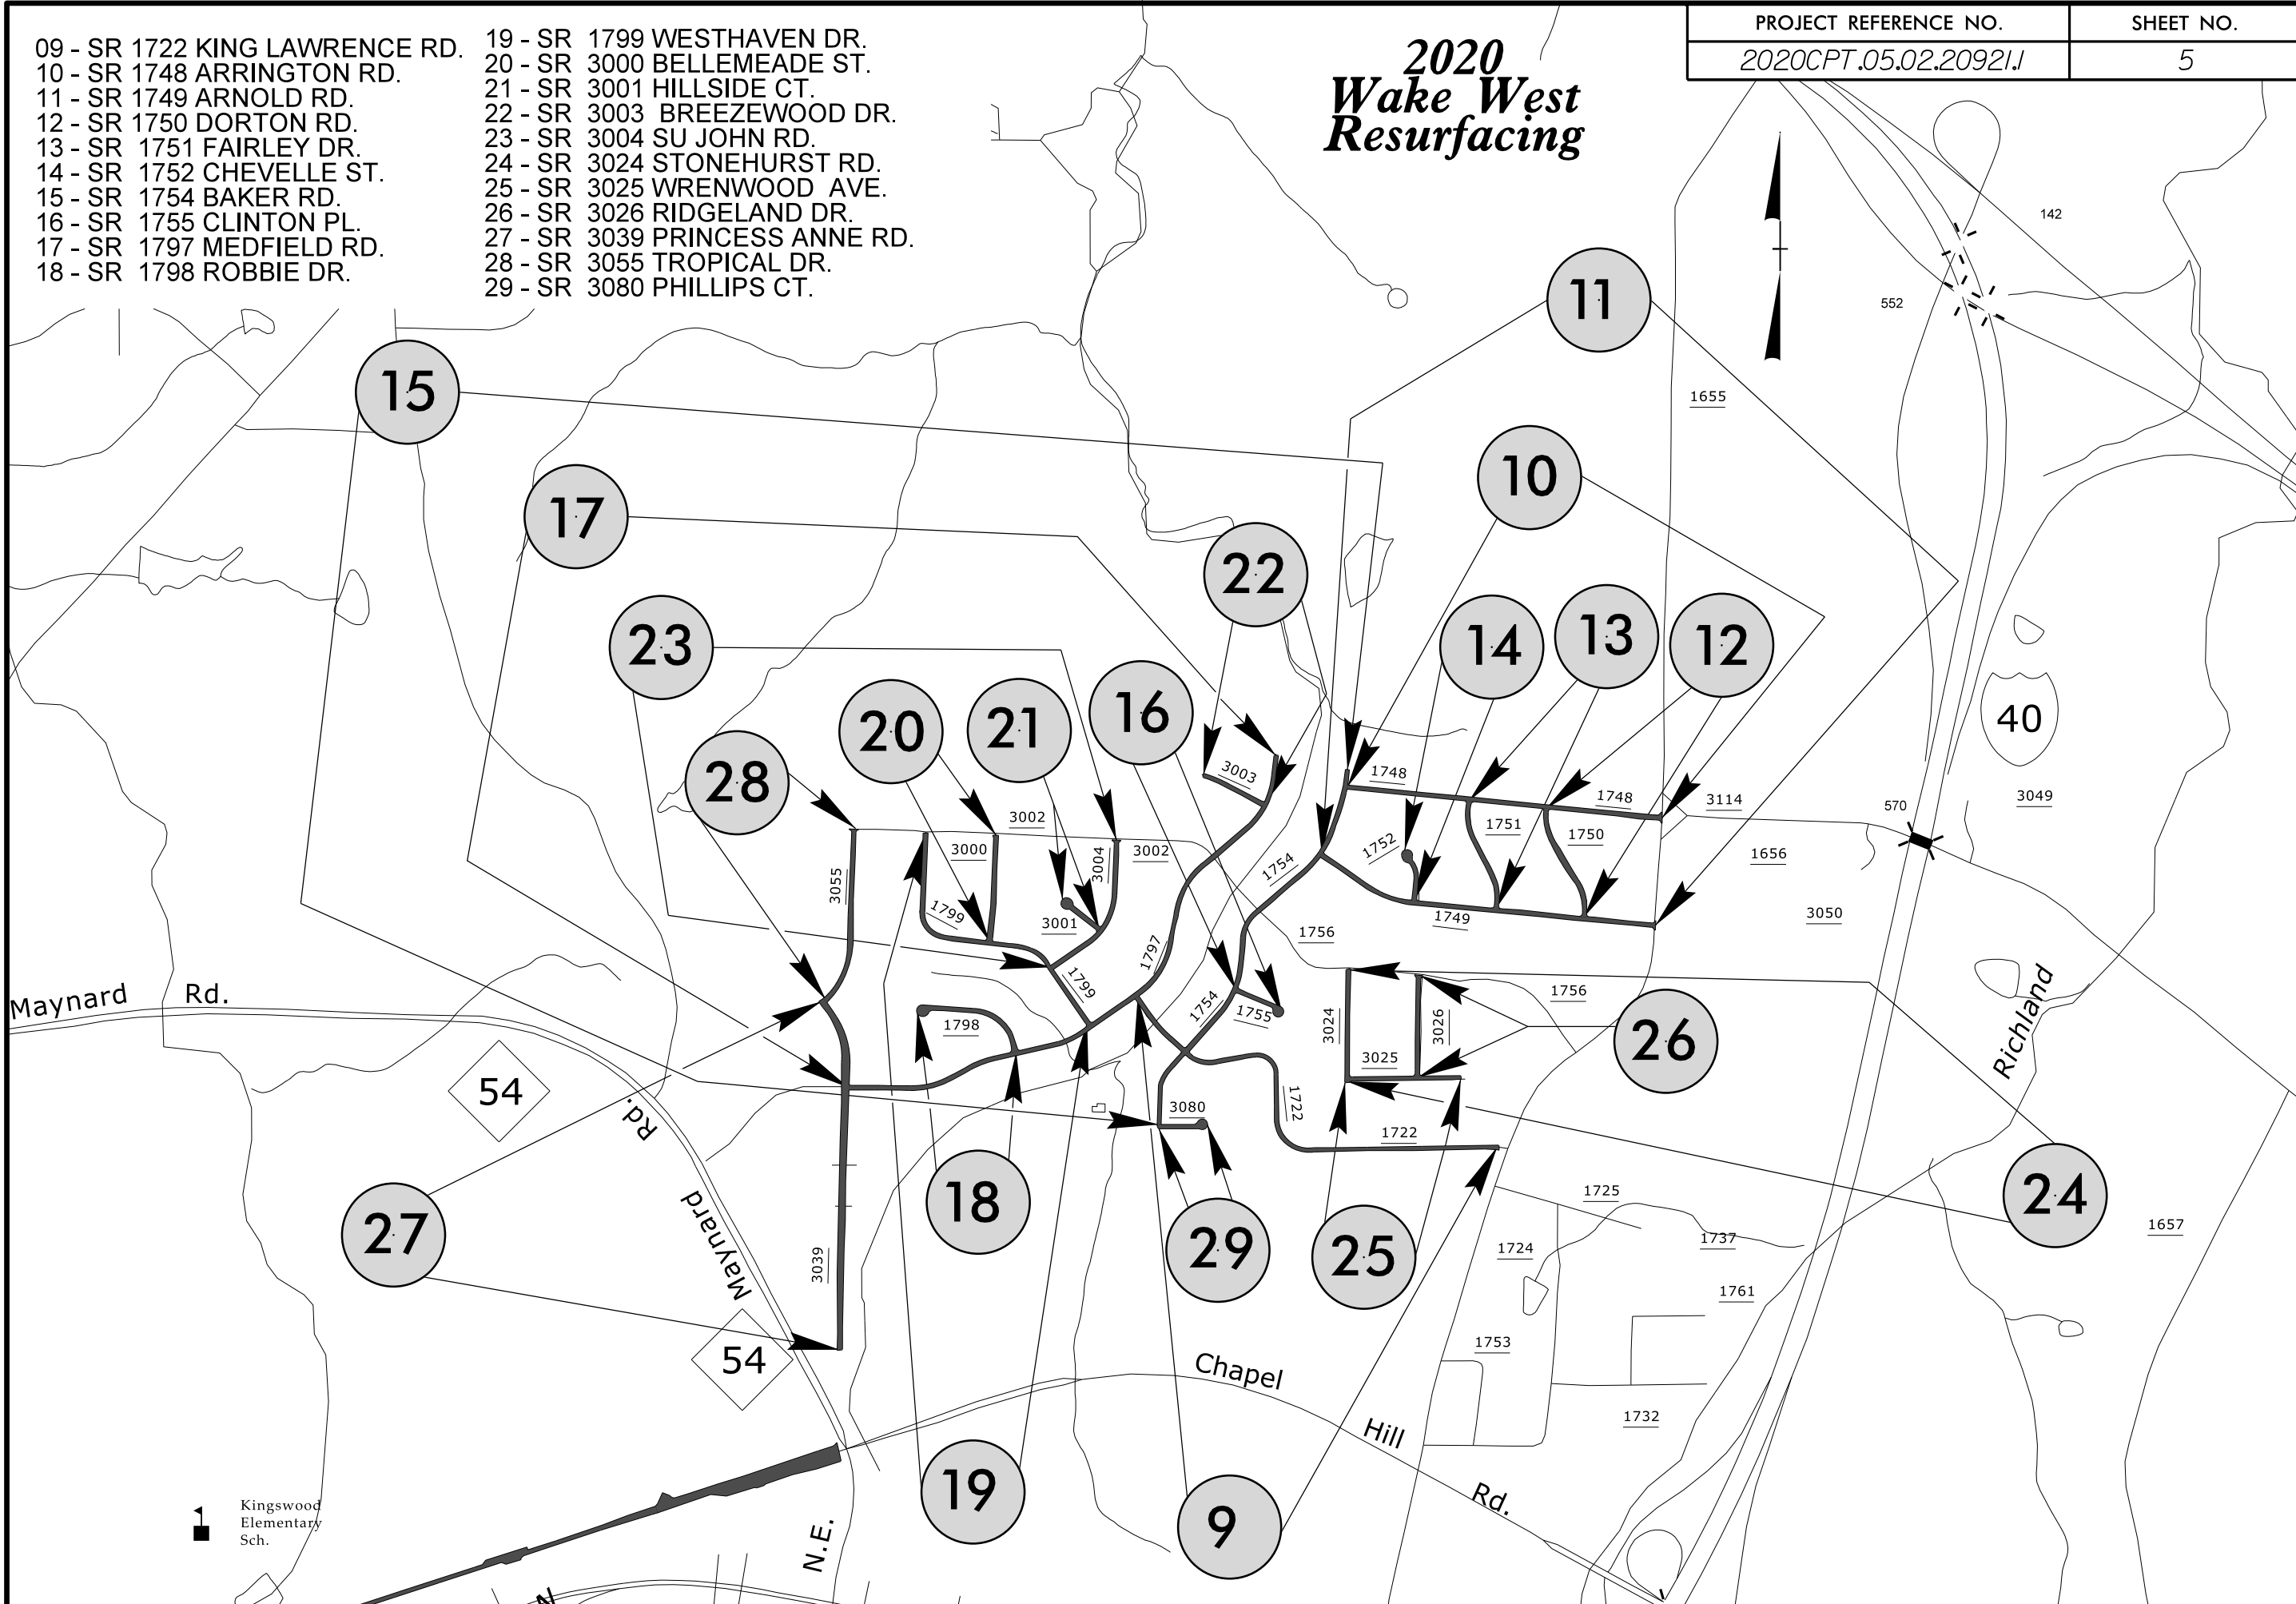 PROJECT REFERENCE NO.
SHEET NO.
2020CPT.05.02.20921.1
5
2020
Wake West
Resurfacing
09 - SR 1722 KING LAWRENCE RD.
10 - SR 1748 ARRINGTON RD.
11 - SR 1749 ARNOLD RD.
12 - SR 1750 DORTON RD.
13 - SR 1751 FAIRLEY DR.
14 - SR 1752 CHEVELLE ST.
15 - SR 1754 BAKER RD.
16 - SR 1755 CLINTON PL.
17 - SR 1797 MEDFIELD RD.
18 - SR 1798 ROBBIE DR.
19 - SR 1799 WESTHAVEN DR.
20 - SR 3000 BELLEMEADE ST.
21 - SR 3001 HILLSIDE CT.
22 - SR 3003 BREEZEWOOD DR.
23 - SR 3004 SU JOHN RD.
24 - SR 3024 STONEHURST RD.
25 - SR 3025 WRENWOOD AVE.
26 - SR 3026 RIDGELAND DR.
27 - SR 3039 PRINCESS ANNE RD.
28 - SR 3055 TROPICAL DR.
29 - SR 3080 PHILLIPS CT.
142
552
11
15
1655
10
17
22
13
14
12
23
16
40
21
20
28
3003
1748
1748
3114
3049
570
3002
1751
1750
3000
3004
3002
1752
1656
1754
3055
1799
3001
1749
3050
1756
1797
1799
1756
Maynard Rd.
1754
1755
1798
3024
3026
26
Richland
3025
54
Rd.
3080
1722
1722
18
24
1725
1657
27
29
25
1724
1737
Maynard
3039
1761
1753
54
Chapel
1732
Hill
19
Rd.
9
Kingswood
Elementary
Sch.
N.E.